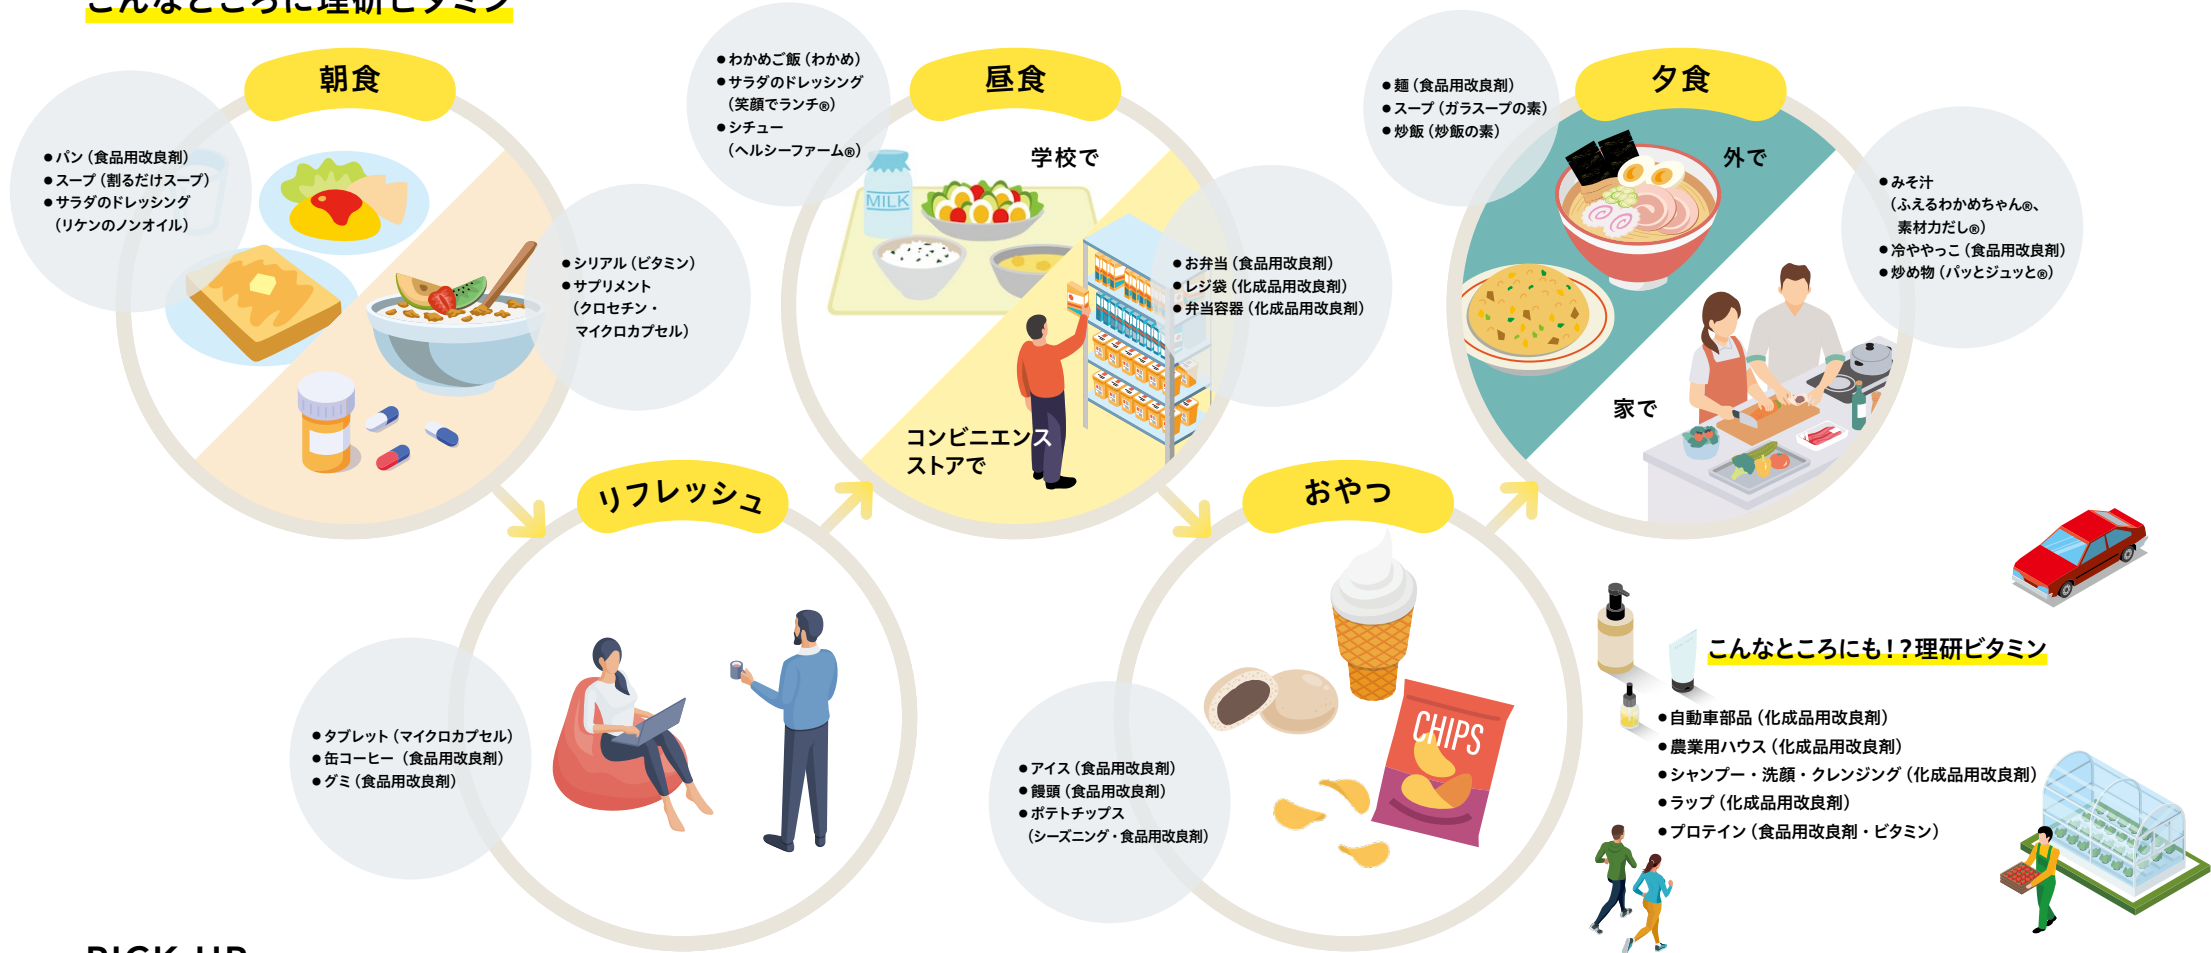 こんなところに理研ビタミン
朝食
●パン（食品用改良剤）
●スープ（割るだけスープ）
●サラダのドレッシング
（リケンのノンオイル）
●シリアル（ビタミン）
●サプリメント
（クロセチン・
マイクロカプセル）
リフレッシュ
●タブレット（マイクロカプセル）
●缶コーヒー（食品用改良剤）
●グミ（食品用改良剤）
昼食
●わかめご飯（わかめ）
●サラダのドレッシング
（笑顔でランチ®）
●シチュー
（ヘルシーファーム®）
学校で
MILK
●お弁当（食品用改良剤）
●レジ袋（化成品用改良剤）
●弁当容器（化成品用改良剤）
コンビニエンス
ストアで
おやつ
●アイス（食品用改良剤）
●饅頭（食品用改良剤）
●ポテトチップス
（シーズニング・食品用改良剤）
CHIPS
夕食
●麺（食品用改良剤）
●スープ（ガラスープの素）
●炒飯（炒飯の素）
外で
●みそ汁
（ふえるわかめちゃん®、
素材力だし®）
●冷ややっこ（食品用改良剤）
●炒め物（パッとジュッと®）
家で
こんなところにも！？理研ビタミン
●自動車部品（化成品用改良剤）
●農業用ハウス（化成品用改良剤）
●シャンプー・洗顔・クレンジング（化成品用改良剤）
●ラップ（化成品用改良剤）
●プロテイン（食品用改良剤・ビタミン）
PICK UP